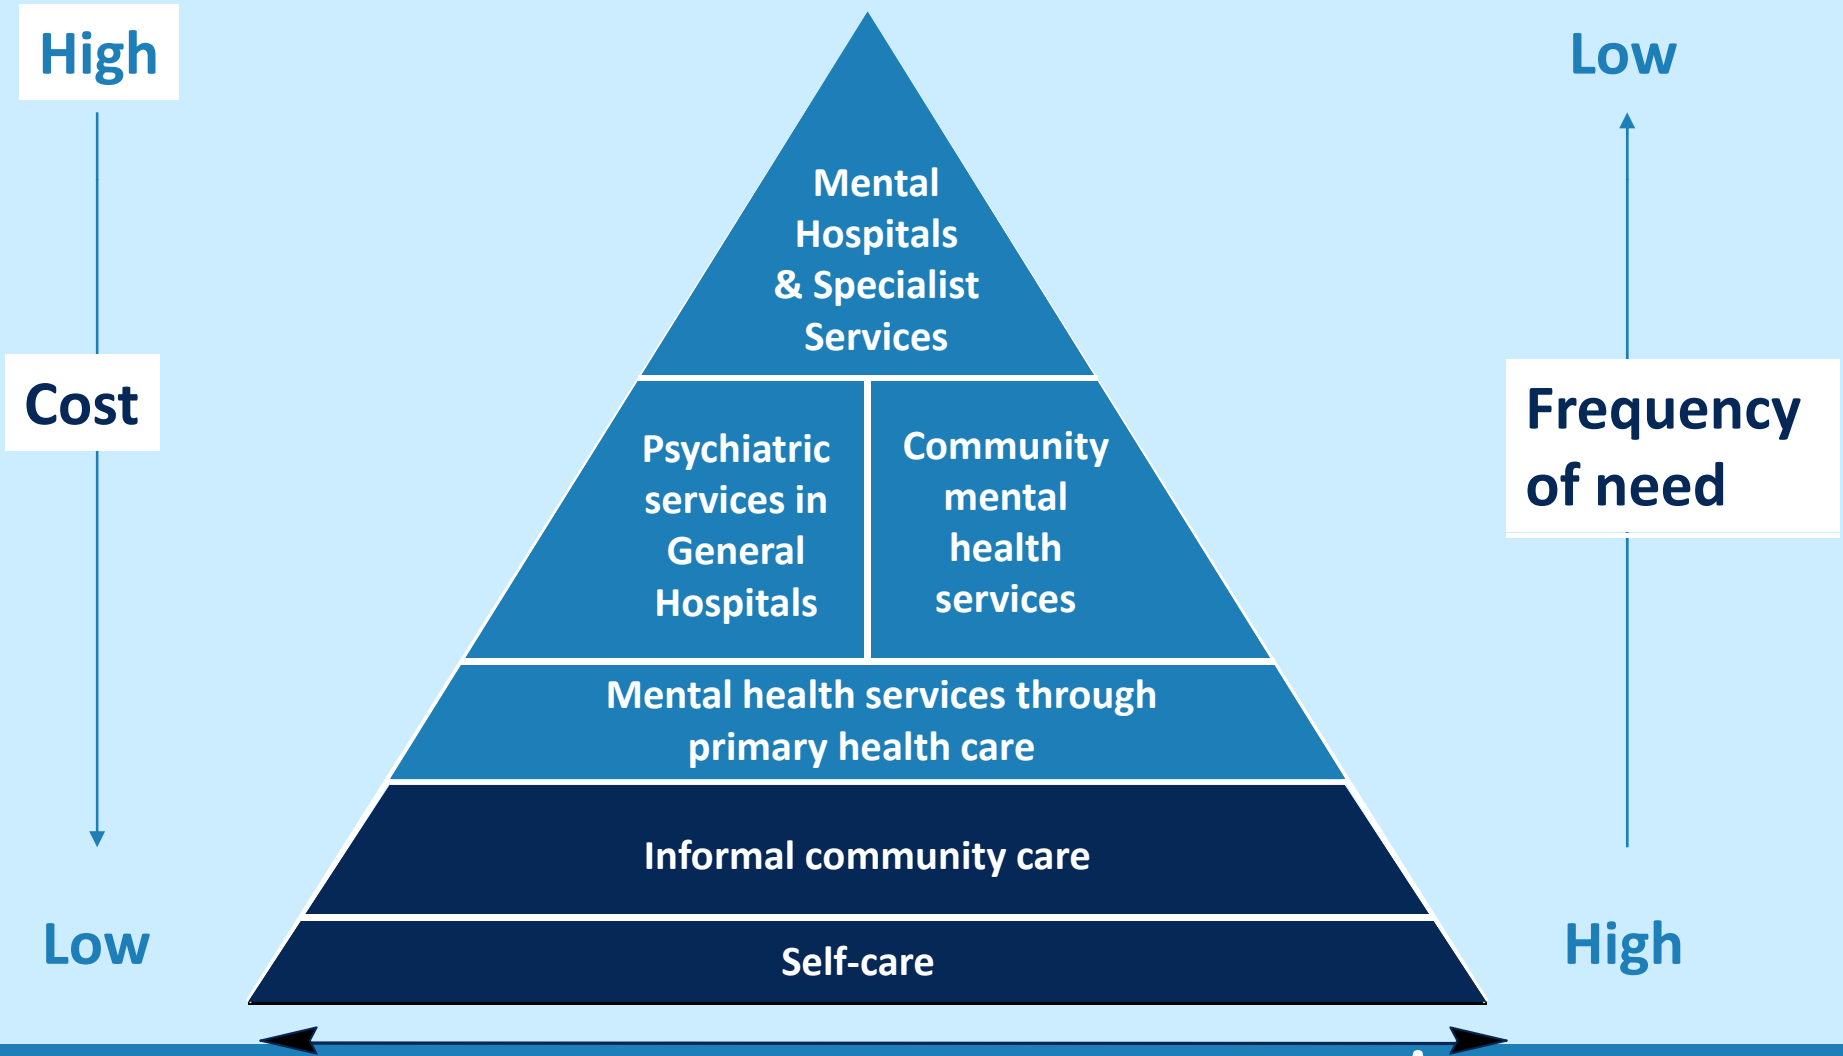 High
Low
Mental
Hospitals
& Specialist
Services
Cost
Frequency
of need
Psychiatric
services in
General
Hospitals
Community
mental
health
services
Mental health services through
primary health care
Informal community care
Low
High
Self-care